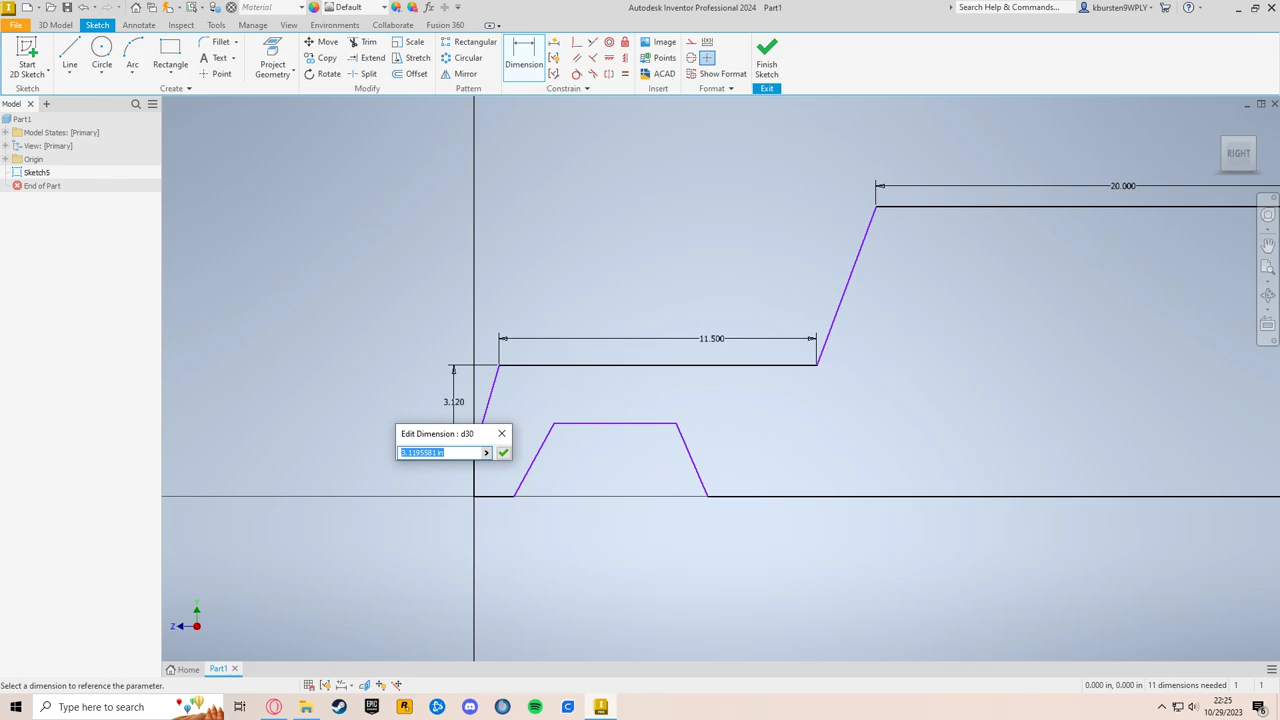 Material
Default
Autodesk Inventor Professional 2024 Part1
Search Help & Commands...
kbursten9WPLY
File 3D Model Sketch Annotate Inspect Tools Manage View Environments Collaborate Fusion 360
Start
2D Sketch
Line
Circle
Arc
Rectangle
Fillet
Text
Point
Project
Geometry
Move
Copy
Rotate
Trim
Extend
Split
Scale
Stretch
Offset
Rectangular
Circular
Mirror
Dimension
Image
Points
ACAD
Show Format
Finish
Sketch
Sketch Create Modify Pattern Constrain Insert Format Exit
Model
Part1
Model States: [Primary]
View: [Primary]
Origin
Sketch5
End of Part
RIGHT
20.000
11.500
3.120
Edit Dimension : d30
3.1195581 in
Y
Z
Home Part1
Select a dimension to reference the parameter.
0.000 in, 0.000 in 11 dimensions needed 1 1
Type here to search
22:25
10/29/2023
6